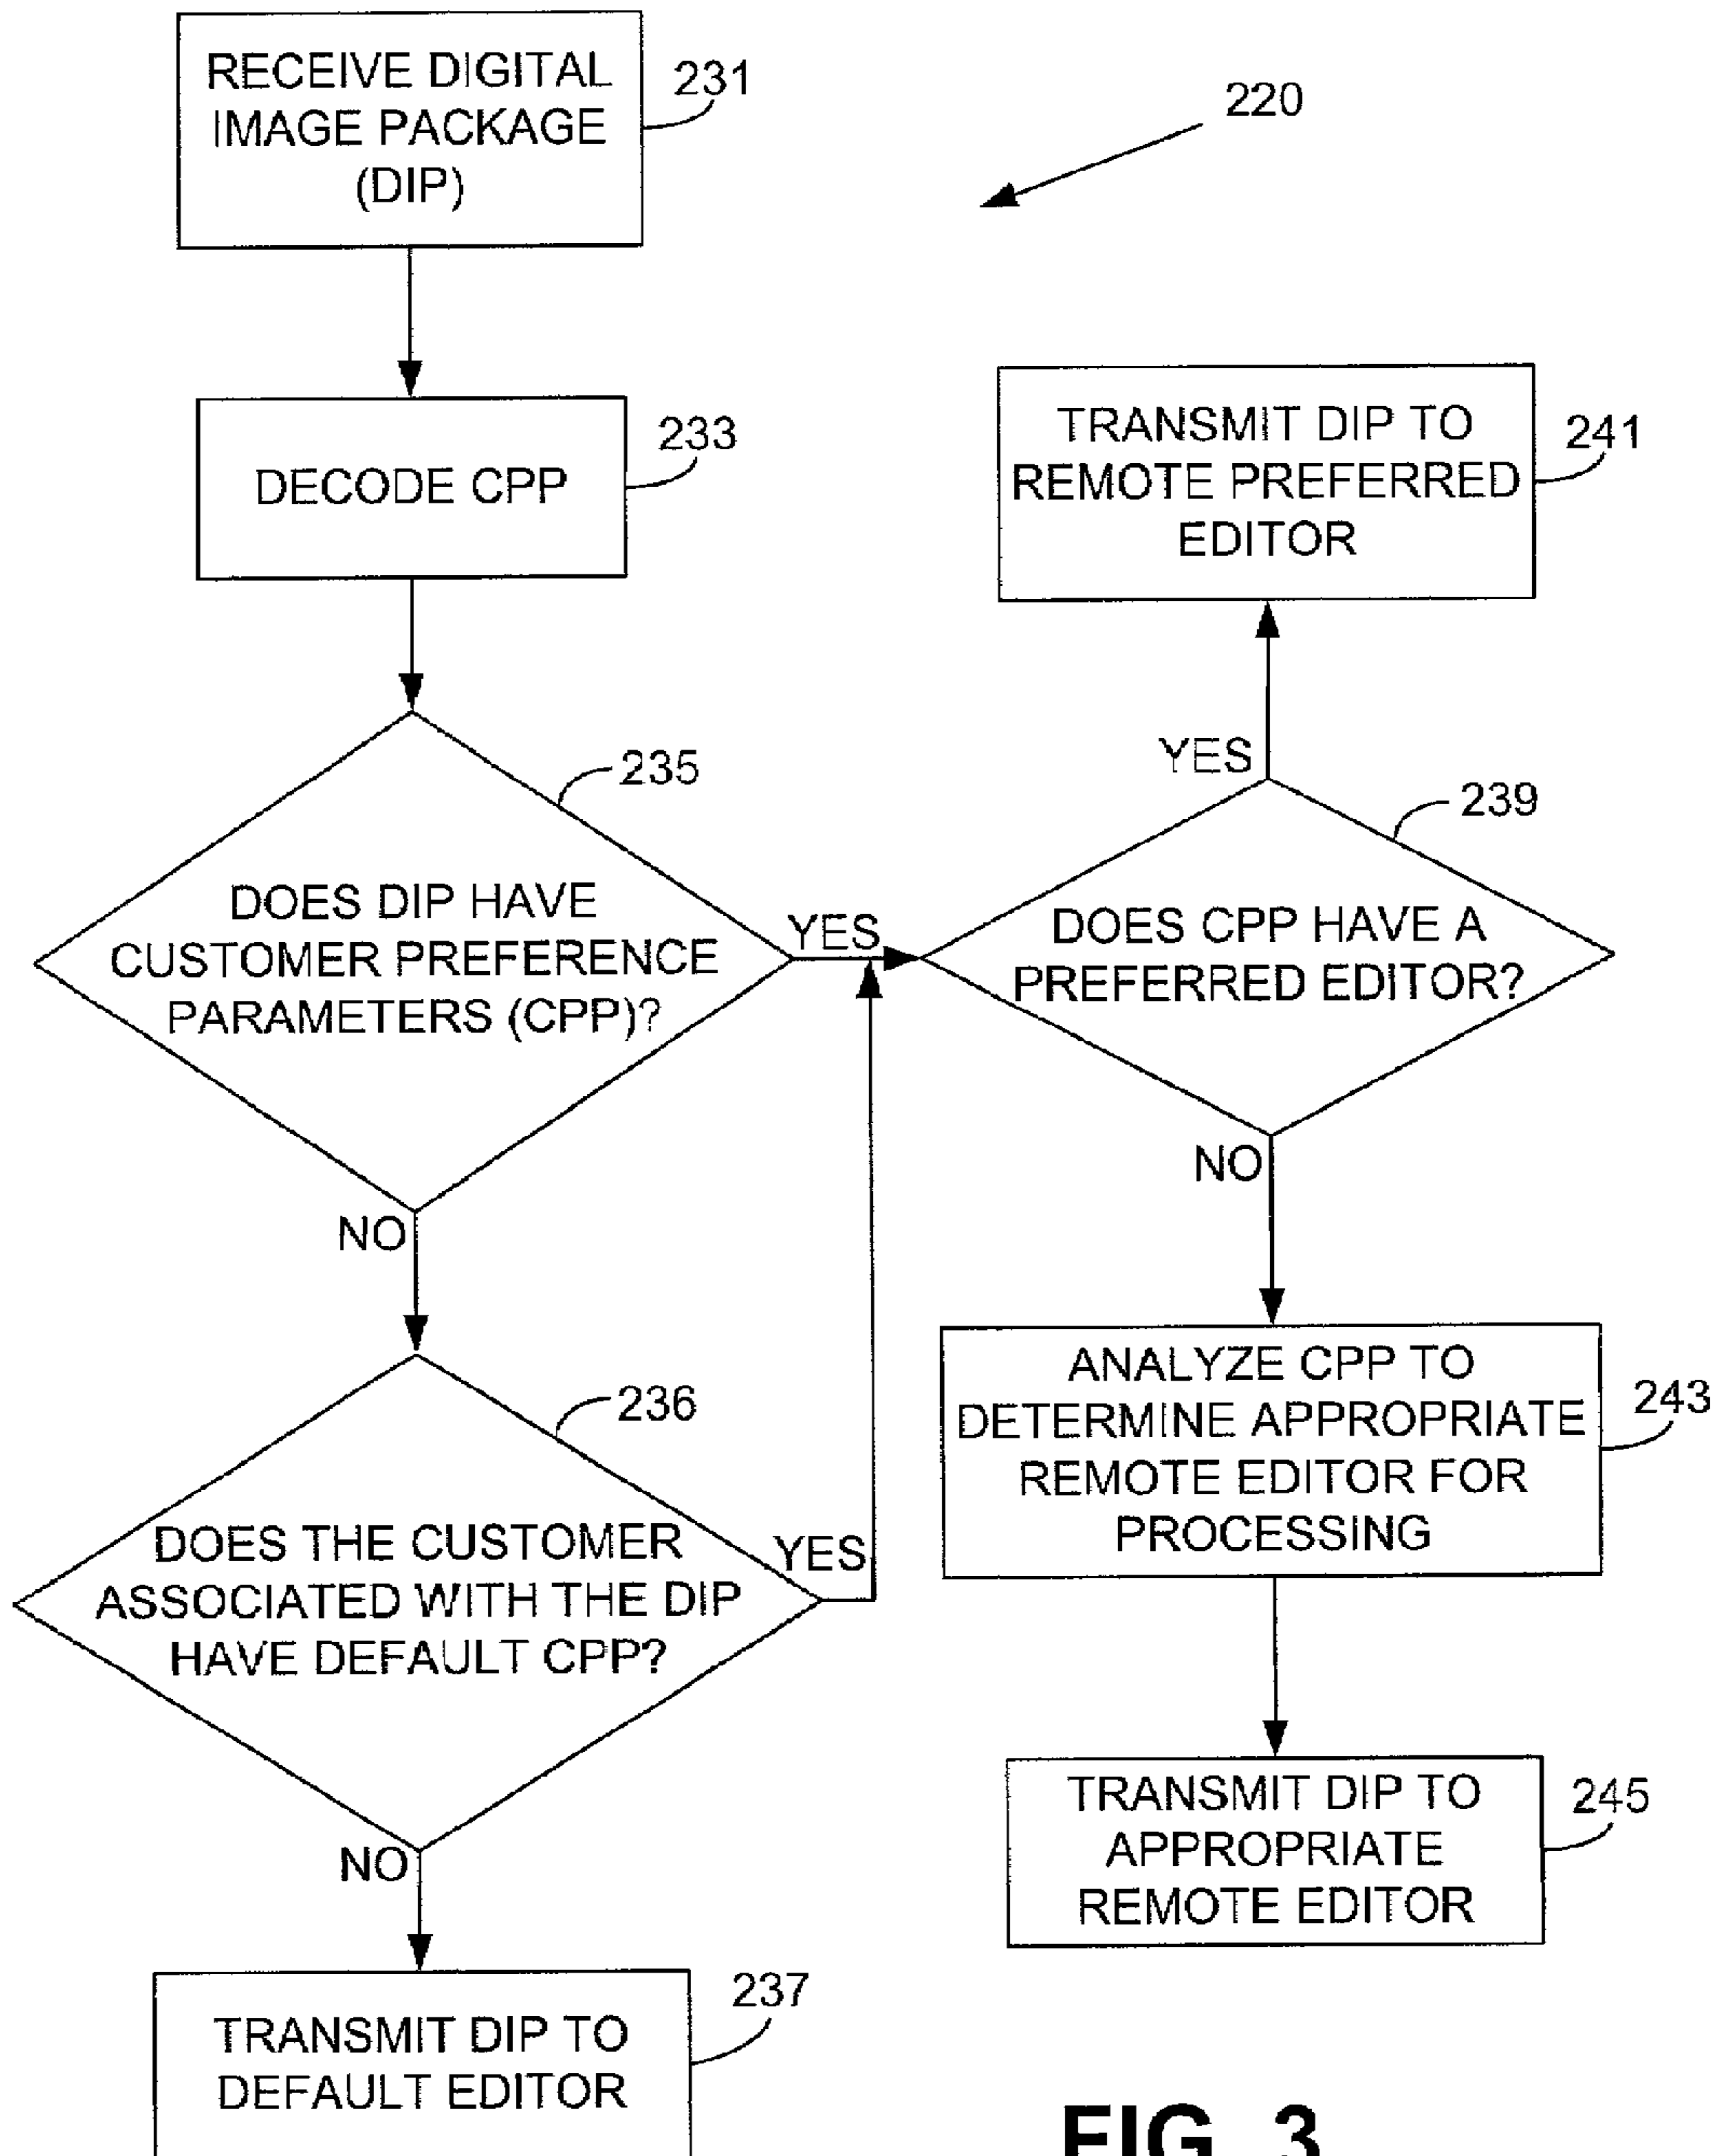 RECEIVE DIGITAL
IMAGE PACKAGE
(DIP)
231
220
DECODE CPP
233
TRANSMIT DIP TO
REMOTE PREFERRED
EDITOR
241
235
DOES DIP HAVE
CUSTOMER PREFERENCE
PARAMETERS (CPP)?
YES
NO
YES
239
DOES CPP HAVE A
PREFERRED EDITOR?
NO
236
DOES THE CUSTOMER
ASSOCIATED WITH THE DIP
HAVE DEFAULT CPP?
YES
NO
ANALYZE CPP TO
DETERMINE APPROPRIATE
REMOTE EDITOR FOR
PROCESSING
243
TRANSMIT DIP TO
APPROPRIATE
REMOTE EDITOR
245
TRANSMIT DIP TO
DEFAULT EDITOR
237
FIG. 3